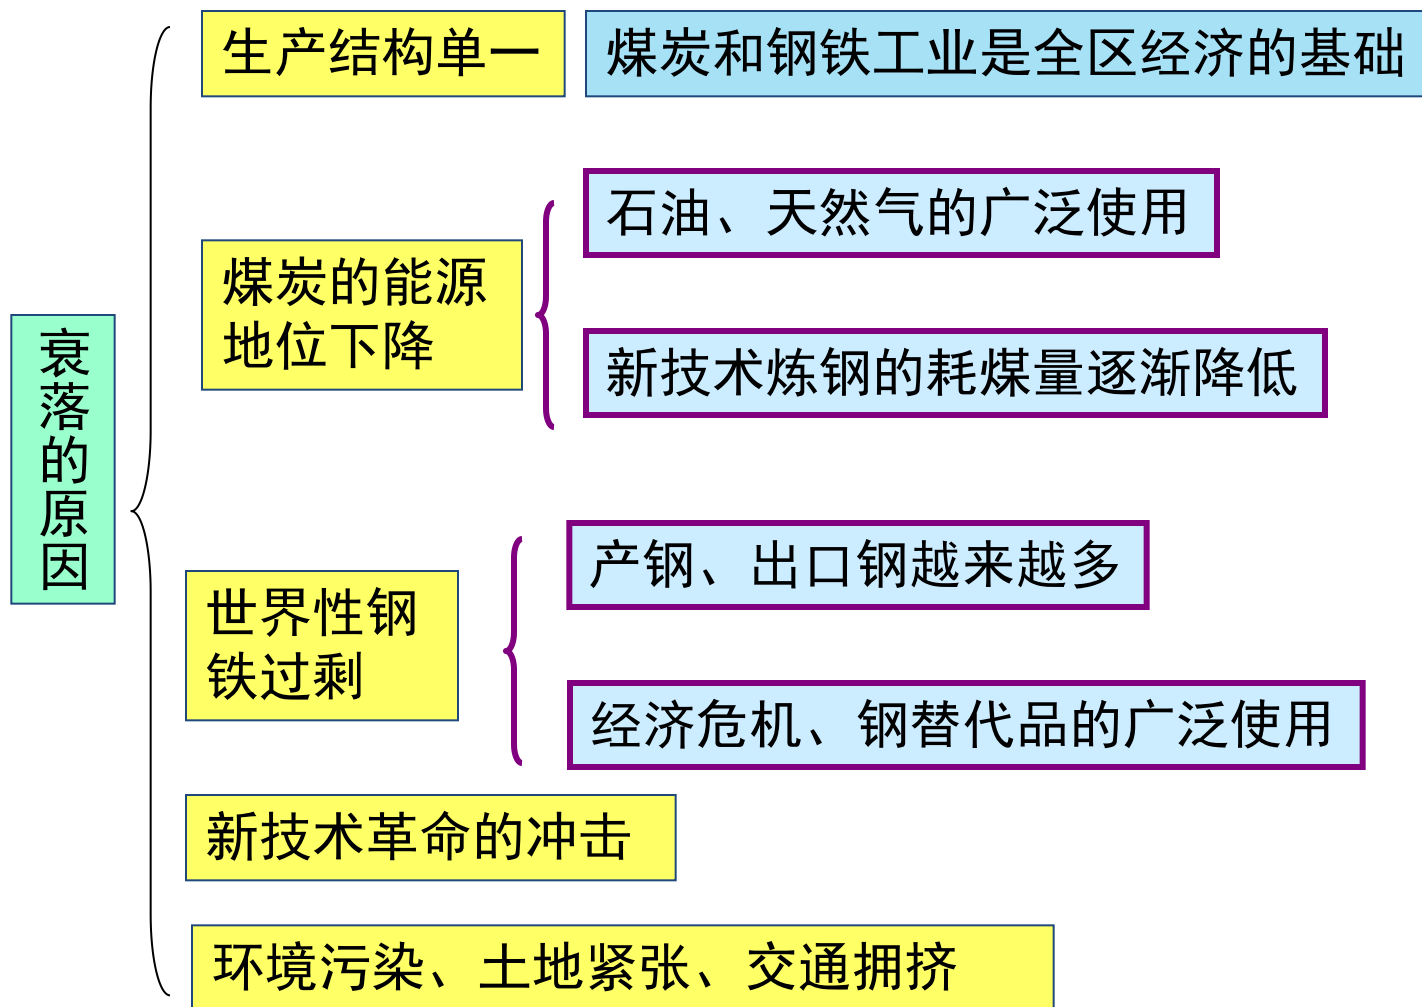 衰落的原因
生产结构单一
煤炭和钢铁工业是全区经济的基础
煤炭的能源
地位下降
石油、天然气的广泛使用
新技术炼钢的耗煤量逐渐降低
世界性钢
铁过剩
产钢、出口钢越来越多
经济危机、钢替代品的广泛使用
新技术革命的冲击
环境污染、土地紧张、交通拥挤